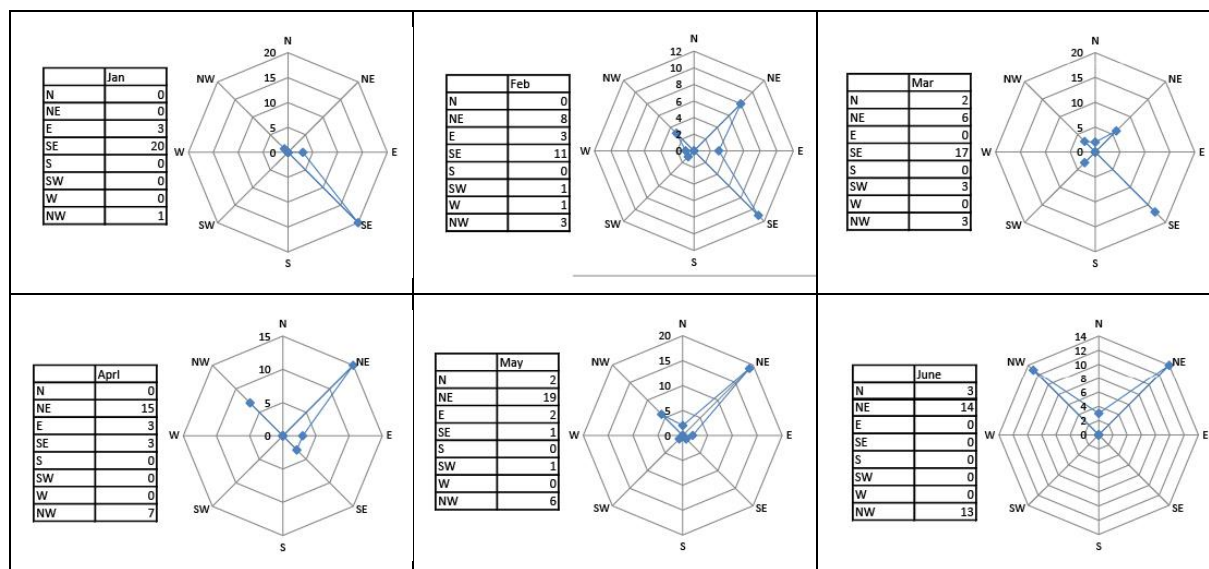 Jan
N 0
NE 0
E 3
SE 20
S 0
SW 0
W 0
NW 1
N
NE
E
SE
S
SW
W
NW
20
15
10
5
0
Feb
N 0
NE 8
E 3
SE 11
S 0
SW 1
W 1
NW 3
N
NE
E
SE
S
SW
W
NW
12
10
8
6
4
2
0
Mar
N 2
NE 6
E 0
SE 17
S 0
SW 3
W 0
NW 3
N
NE
E
SE
S
SW
W
NW
20
15
10
5
0
Aprl
N 0
NE 15
E 3
SE 3
S 0
SW 0
W 0
NW 7
N
NE
E
SE
S
SW
W
NW
15
10
5
0
May
N 2
NE 19
E 2
SE 1
S 0
SW 1
W 0
NW 6
N
NE
E
SE
S
SW
W
NW
20
15
10
5
0
June
N 3
NE 14
E 0
SE 0
S 0
SW 0
W 0
NW 13
N
NE
E
SE
S
SW
W
NW
14
12
10
8
6
4
2
0